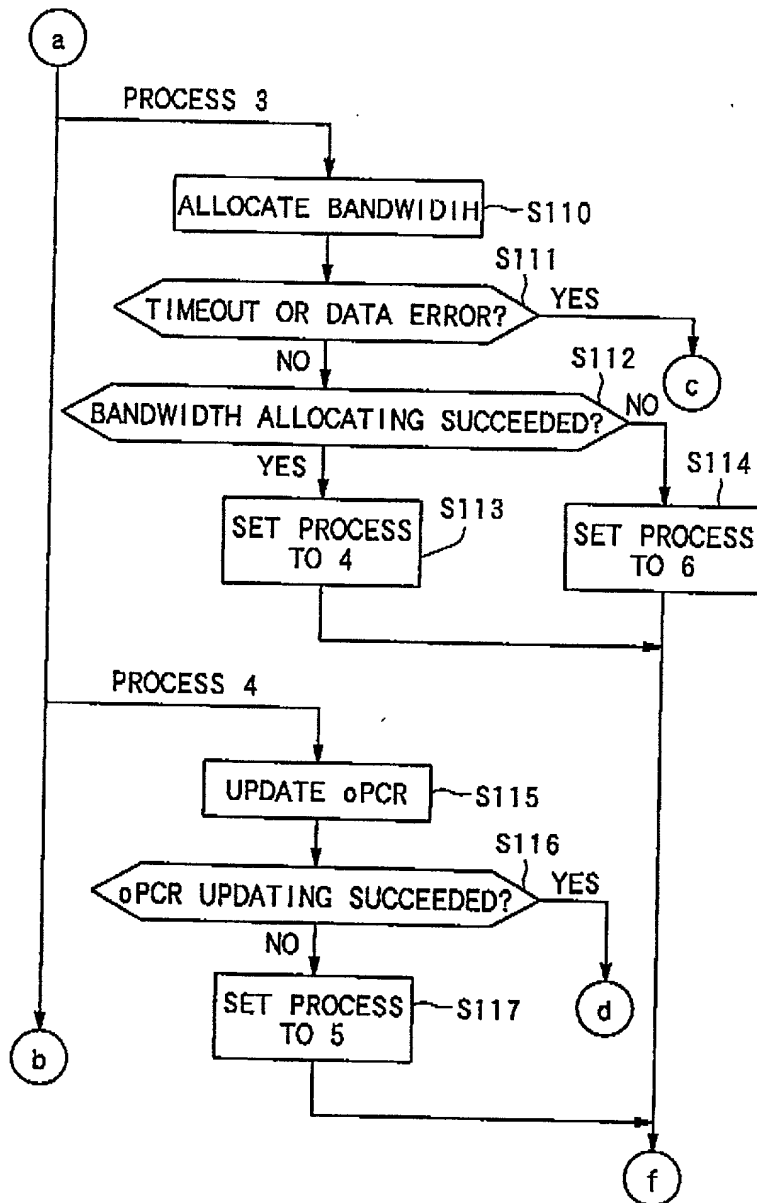 a
PROCESS 3
ALLOCATE BANDWIDIH
S110
S111
TIMEOUT OR DATA ERROR?
YES
NO
c
S112
BANDWIDTH ALLOCATING SUCCEEDED?
NO
YES
S113
S114
SET PROCESS
TO 4
SET PROCESS
TO 6
PROCESS 4
UPDATE oPCR
S115
S116
oPCR UPDATING SUCCEEDED?
YES
NO
d
SET PROCESS
TO 5
S117
b
f